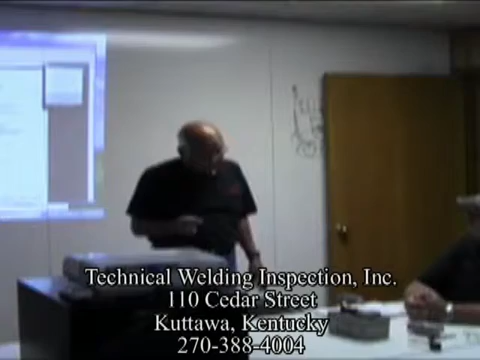 Technical Welding Inspection, Inc.
110 Cedar Street
Kuttawa, Kentucky
270-388-4004